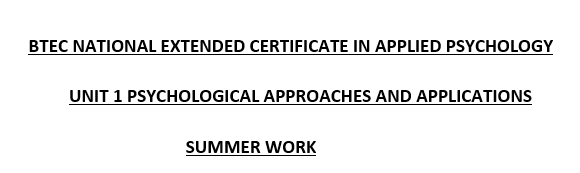 BTEC NATIONAL EXTENDED CERTIFICATE IN APPLIED PSYCHOLOGY
UNIT 1 PSYCHOLOGICAL APPROACHES AND APPLICATIONS
SUMMER WORK